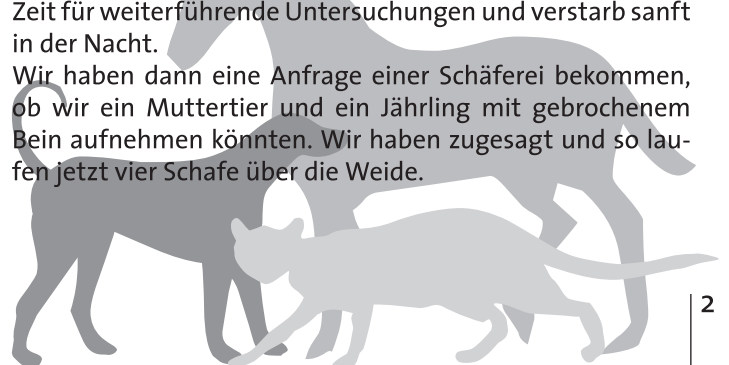 Zeit für weiterführende Untersuchungen und verstarb sanft
in der Nacht.
Wir haben dann eine Anfrage einer Schäferei bekommen,
ob wir ein Muttertier und ein Jährling mit gebrochenem
Bein aufnehmen könnten. Wir haben zugesagt und so lau-
fen jetzt vier Schafe über die Weide.
2